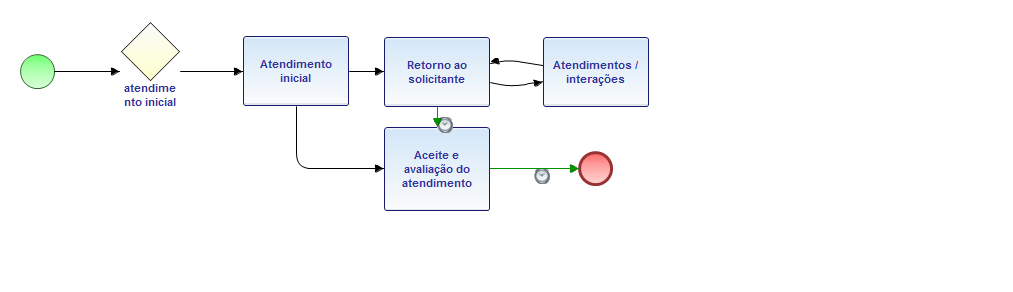 atendime
nto inicial
Atendimento
inicial
Retorno ao
solicitante
Atendimentos /
interações
Aceite e
avaliação do
atendimento